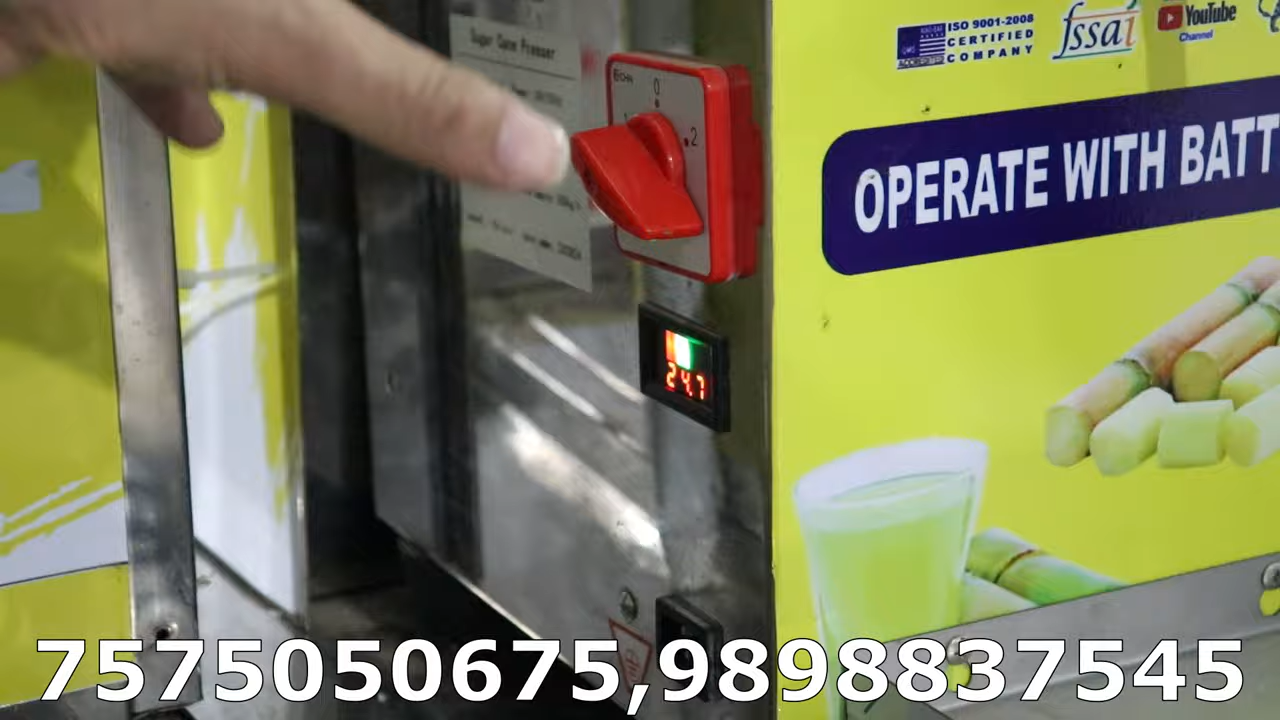 ISO 9001-2008
CERTIFIED
COMPANY
fssai
YouTube
Channel
Sugar Cane
0
2
OPERATE WITH BATT
24.7
7575050675,9898837545